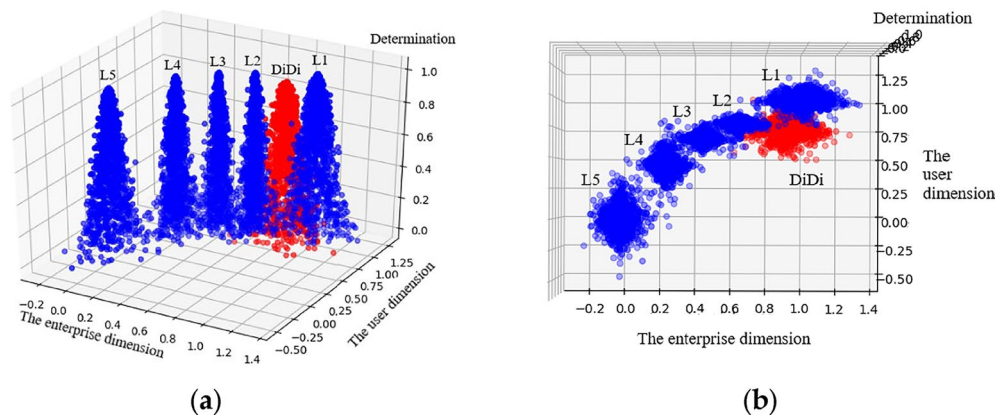 Determination
1.0
0.8
0.6
0.4
0.2
0.0
L5
L4
L3
L2
DiDi
L1
−0.2
0.0
0.2
0.4
0.6
0.8
1.0
1.2
1.4
The enterprise dimension
−0.50
−0.25
0.00
0.25
0.50
0.75
1.00
1.25
The user dimension
(a)
Determination
L1
L2
L3
L4
L5
DiDi
1.25
1.00
0.75
0.50
0.25
0.00
−0.25
−0.50
The
user
dimension
−0.2
0.0
0.2
0.4
0.6
0.8
1.0
1.2
1.4
The enterprise dimension
(b)